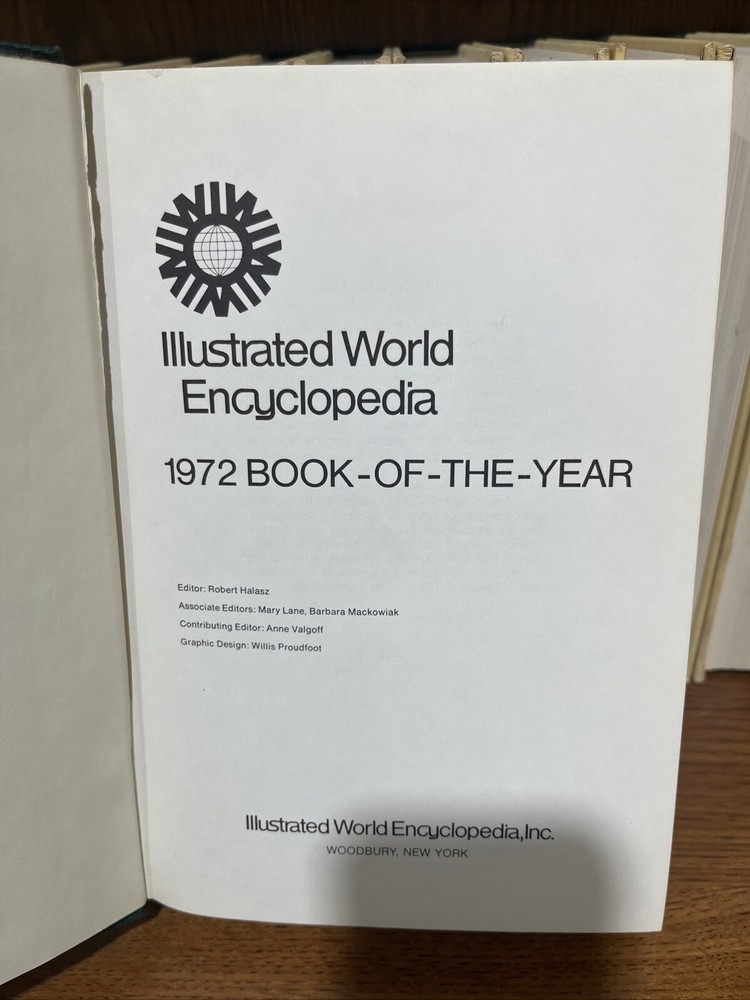 Illustrated World
Encyclopedia
1972 BOOK-OF-THE-YEAR
Editor: Robert Halasz
Associate Editors: Mary Lane, Barbara Mackowiak
Contributing Editor: Anne Valgoff
Graphic Design: Willis Proudfoot
Illustrated World Encyclopedia, Inc.
WOODBURY, NEW YORK